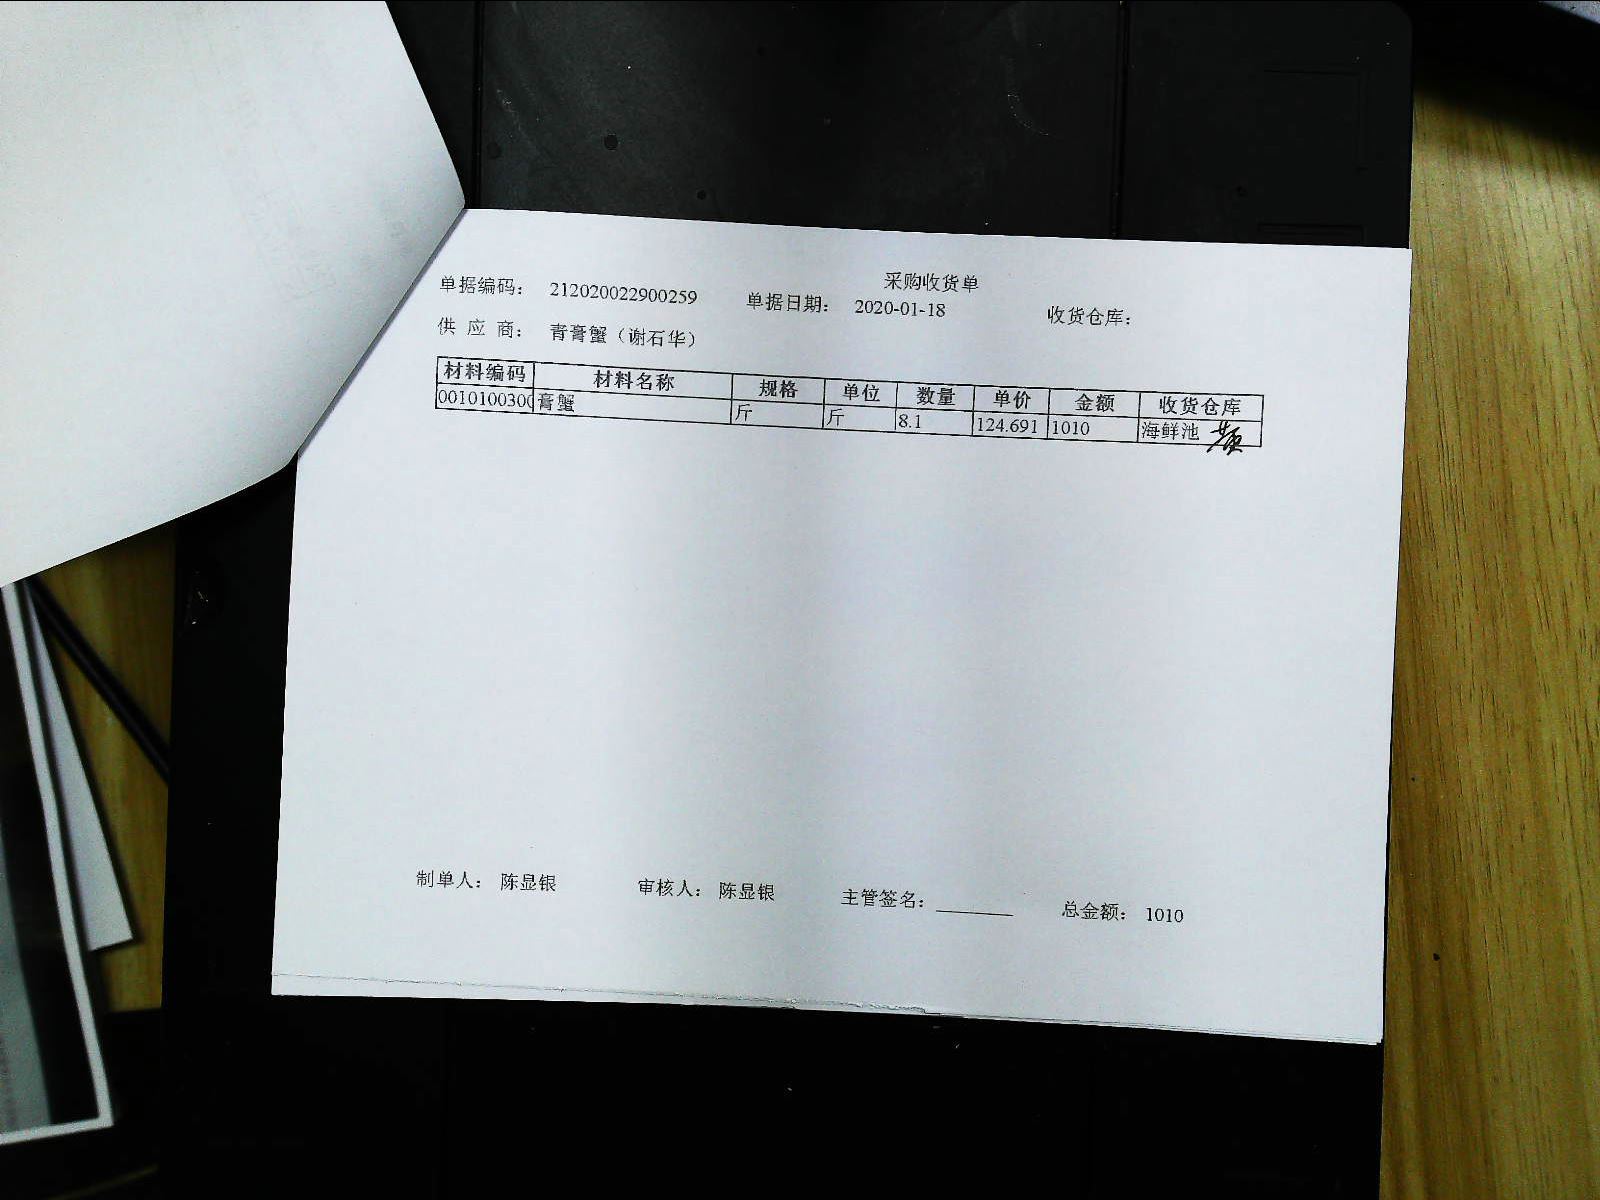 采购收货单
单据编码： 212020022900259 单据日期： 2020-01-18 收货仓库：
供 应 商： 青膏蟹（谢石华）
材料编码 材料名称 规格 单位 数量 单价 金额 收货仓库
0010100300 膏蟹 斤 斤 8.1 124.691 1010 海鲜池
制单人： 陈显银 审核人： 陈显银 主管签名： 总金额： 1010